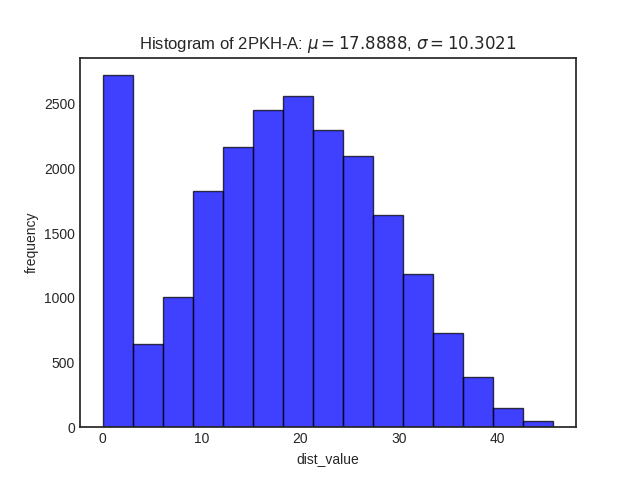 Histogram of 2PKH-A: μ = 17.8888, σ = 10.3021
2500
2000
1500
1000
500
0
frequency
0 10 20 30 40
dist_value